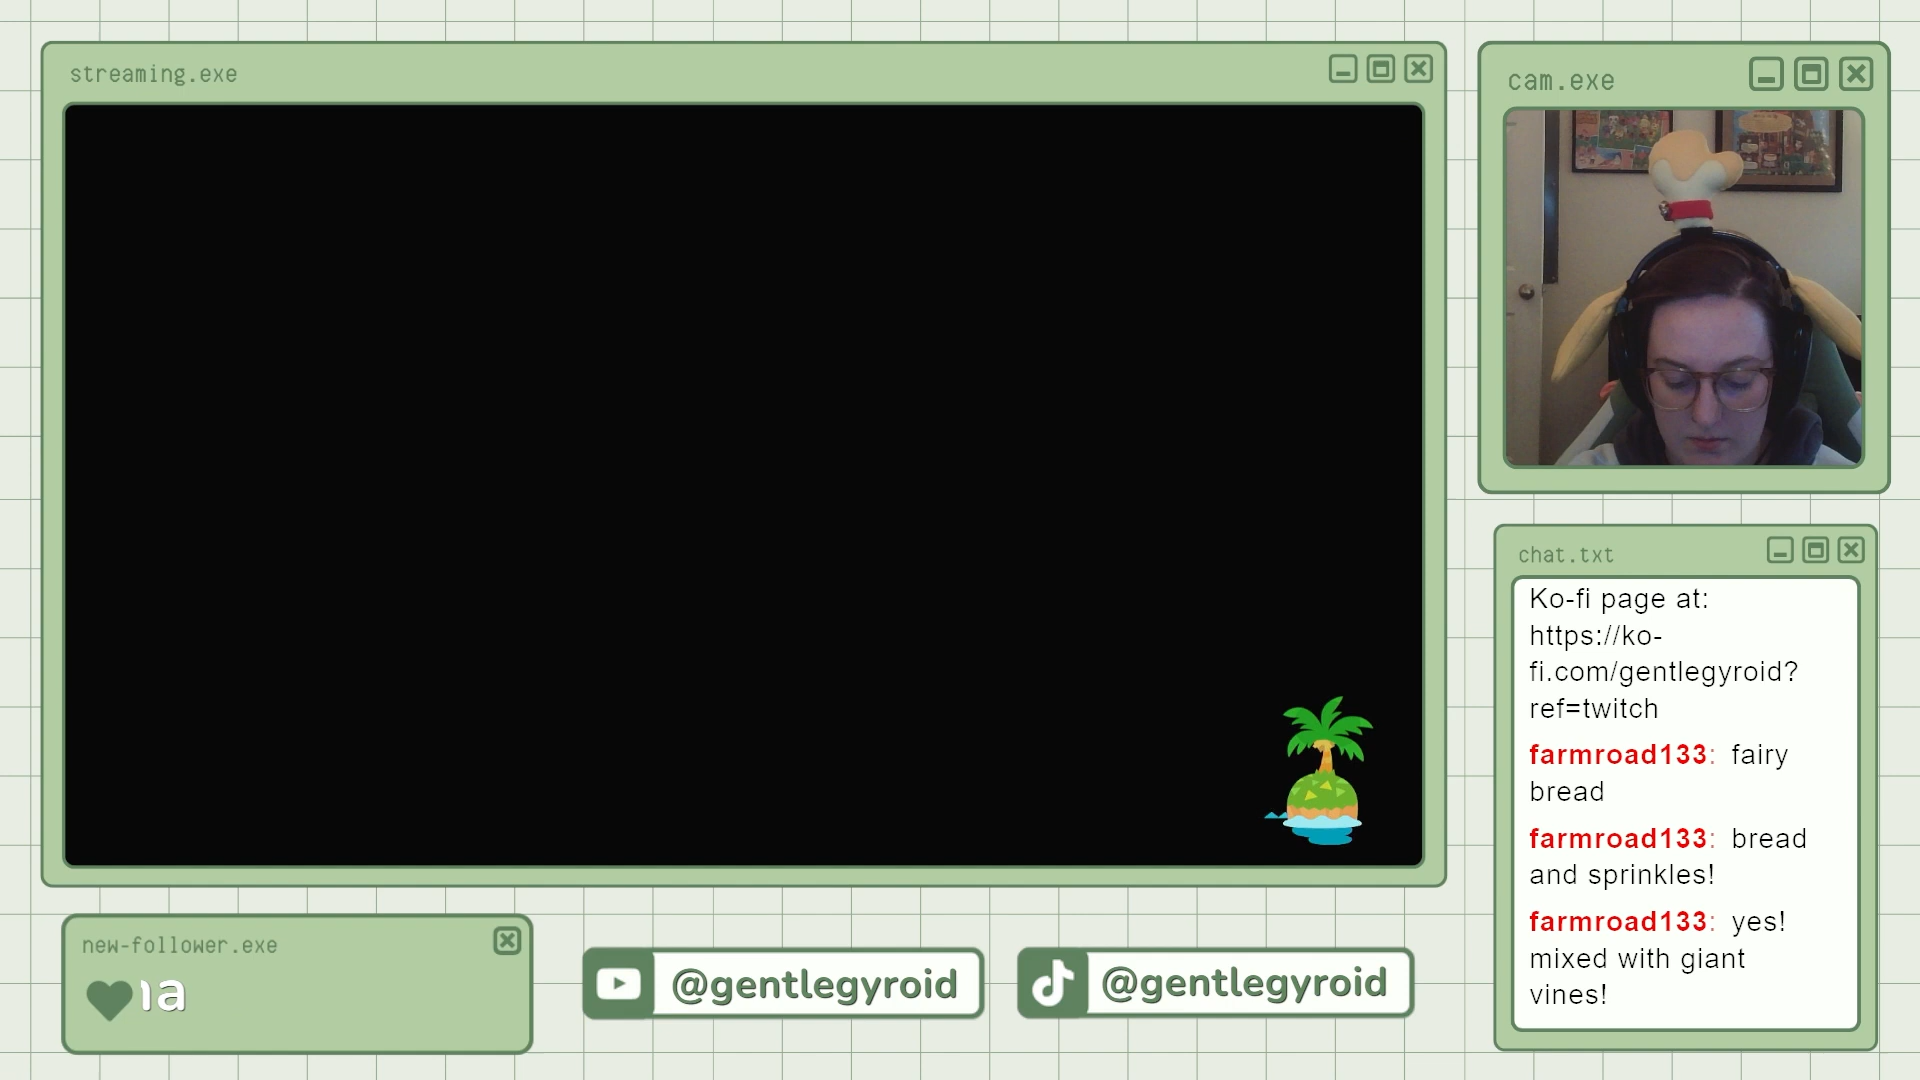 streaming.exe
cam.exe
chat.txt
Ko-fi page at:
https://ko-
fi.com/gentlegyroid?
ref=twitch
farmroad133: fairy
bread
farmroad133: bread
and sprinkles!
farmroad133: yes!
mixed with giant
vines!
new-follower.exe
@gentlegyroid
@gentlegyroid